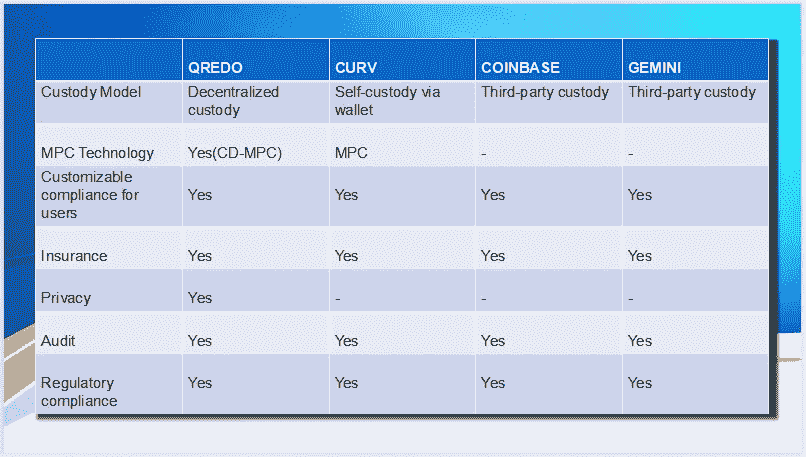 QREDO CURV COINBASE GEMINI
Custody Model Decentralized Self-custody via Third-party custody Third-party custody
custody wallet
MPC Technology Yes(CD-MPC) MPC - -
Customizable
compliance for Yes Yes Yes Yes
users
Insurance Yes Yes Yes Yes
Privacy Yes - - -
Audit Yes Yes Yes Yes
Regulatory Yes Yes Yes Yes
compliance